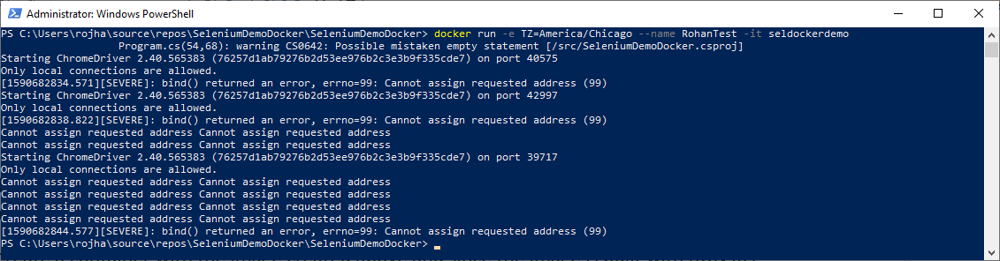 Administrator: Windows PowerShell
PS C:\Users\rojha\source\repos\SeleniumDemoDocker\SeleniumDemoDocker> docker run -e TZ=America/Chicago --name RohanTest -it seldockerdemo
Program.cs(54,68): warning CS0642: Possible mistaken empty statement [/src/SeleniumDocker.csproj]
Starting ChromeDriver 2.40.565383 (76257d1ab79276b2d53ee976b2c3e3b9f335cde7) on port 40575
Only local connections are allowed.
[1590682834.571][SEVERE]: bind() returned an error, errno=99: Cannot assign requested address (99)
Starting ChromeDriver 2.40.565383 (76257d1ab79276b2d53ee976b2c3e3b9f335cde7) on port 42997
Only local connections are allowed.
[1590682838.822][SEVERE]: bind() returned an error, errno=99: Cannot assign requested address (99)
Cannot assign requested address Cannot assign requested address
Cannot assign requested address Cannot assign requested address
Starting ChromeDriver 2.40.565383 (76257d1ab79276b2d53ee976b2c3e3b9f335cde7) on port 39717
Only local connections are allowed.
Cannot assign requested address Cannot assign requested address
Cannot assign requested address Cannot assign requested address
Cannot assign requested address Cannot assign requested address
Cannot assign requested address Cannot assign requested address
[1590682844.577][SEVERE]: bind() returned an error, errno=99: Cannot assign requested address (99)
PS C:\Users\rojha\source\repos\SeleniumDemoDocker\SeleniumDemoDocker>